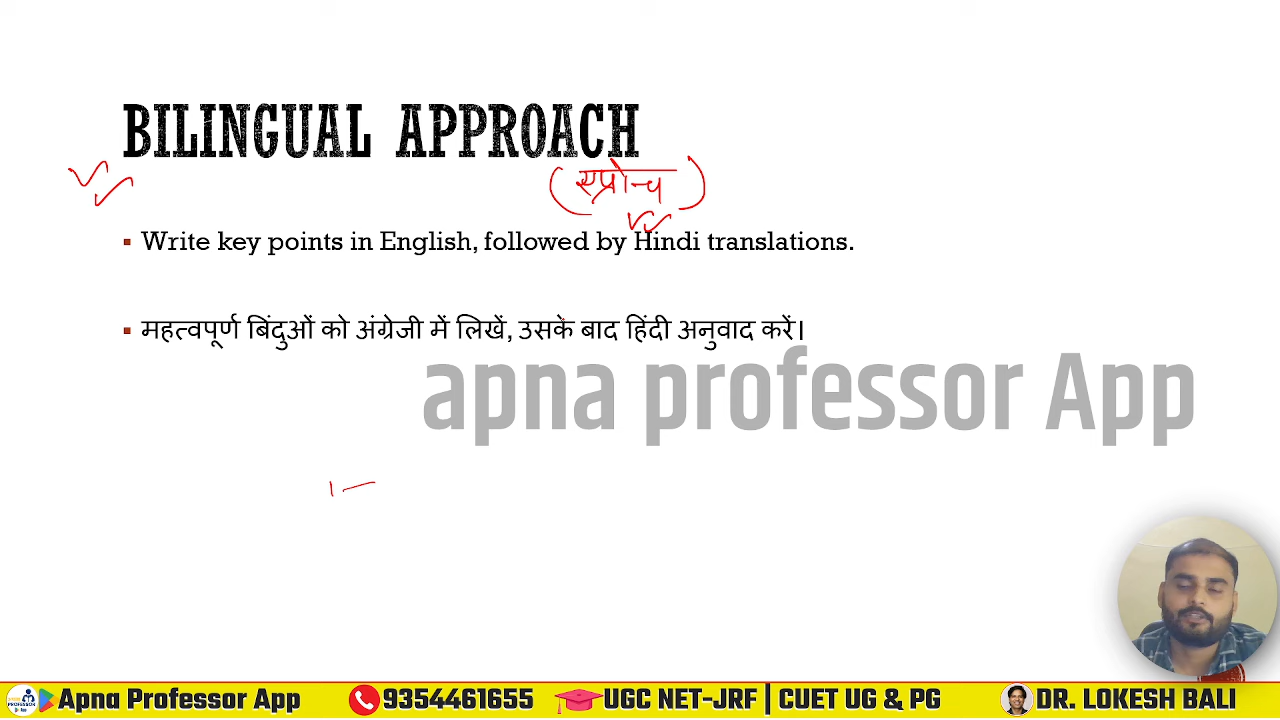 BILINGUAL APPROACH
(एप्रोच)
Write key points in English, followed by Hindi translations.
महत्वपूर्ण बिंदुओं को अंग्रेजी में लिखें, उसके बाद हिंदी अनुवाद करें।
apna professor App
Apna Professor App 9354461655 UGC NET-JRF | CUET UG & PG DR. LOKESH BALI